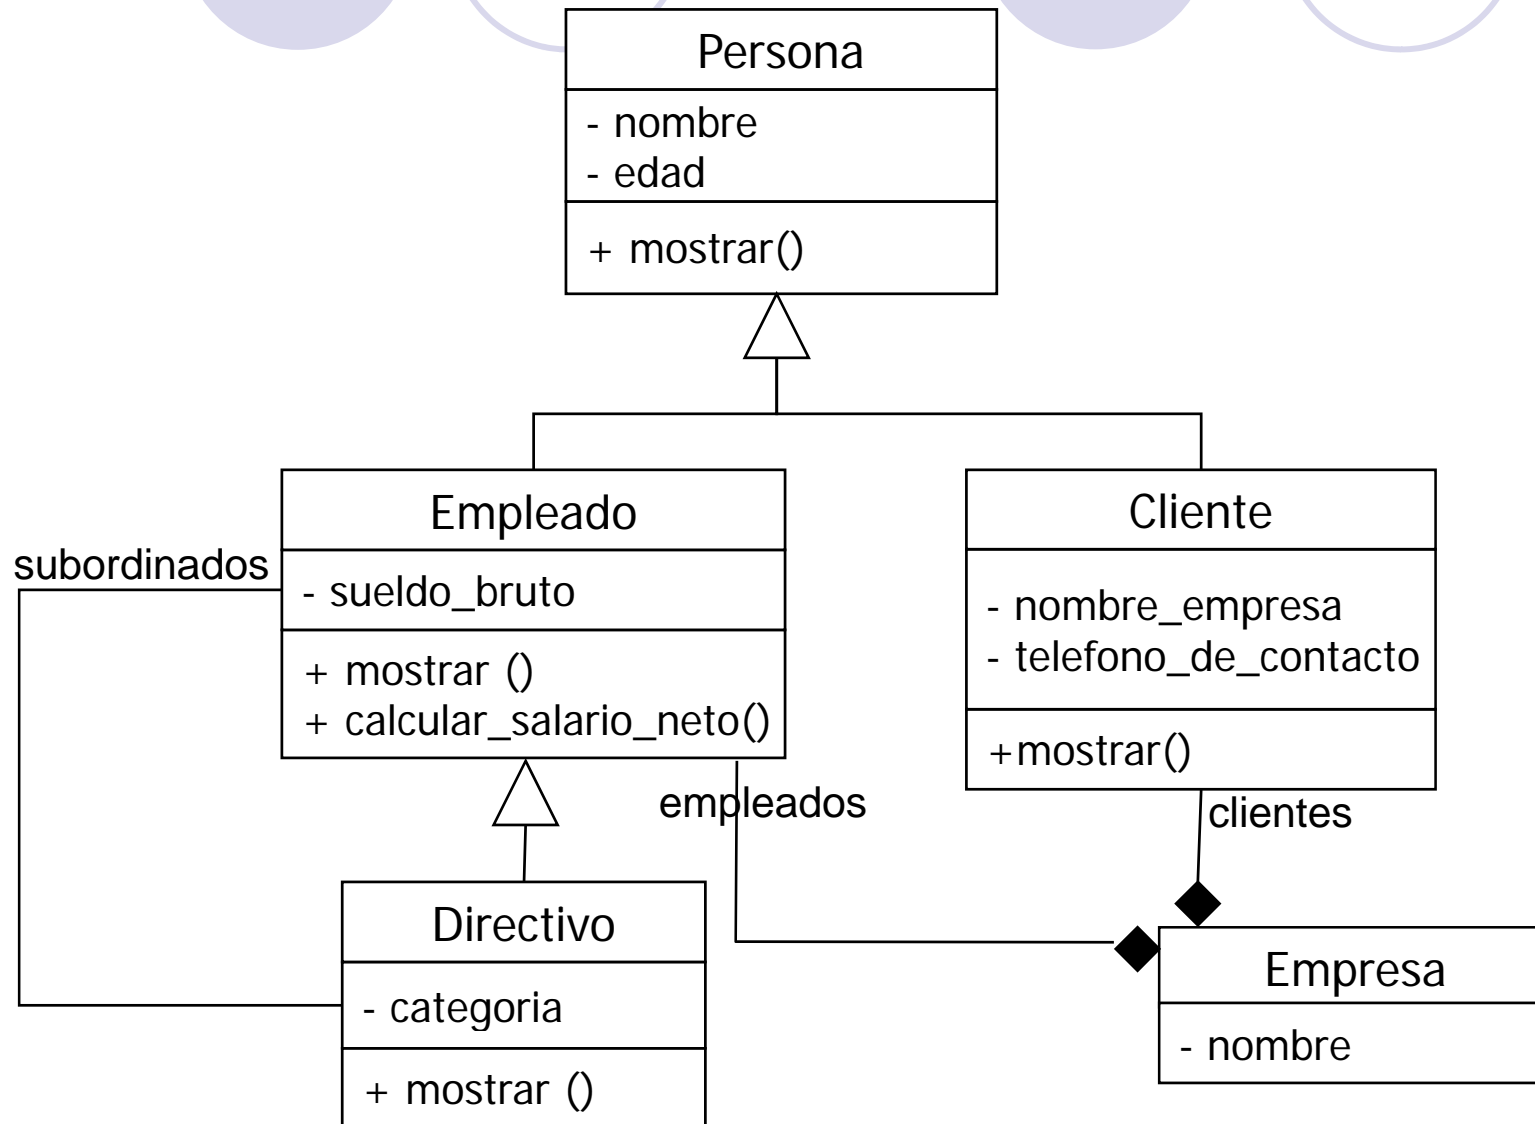 Persona
- nombre
- edad
+ mostrar()
Empleado
- sueldo_bruto
+ mostrar ()
+ calcular_salario_neto()
Cliente
- nombre_empresa
- telefono_de_contacto
+mostrar()
subordinados
empleados
clientes
Directivo
- categoria
+ mostrar ()
Empresa
- nombre